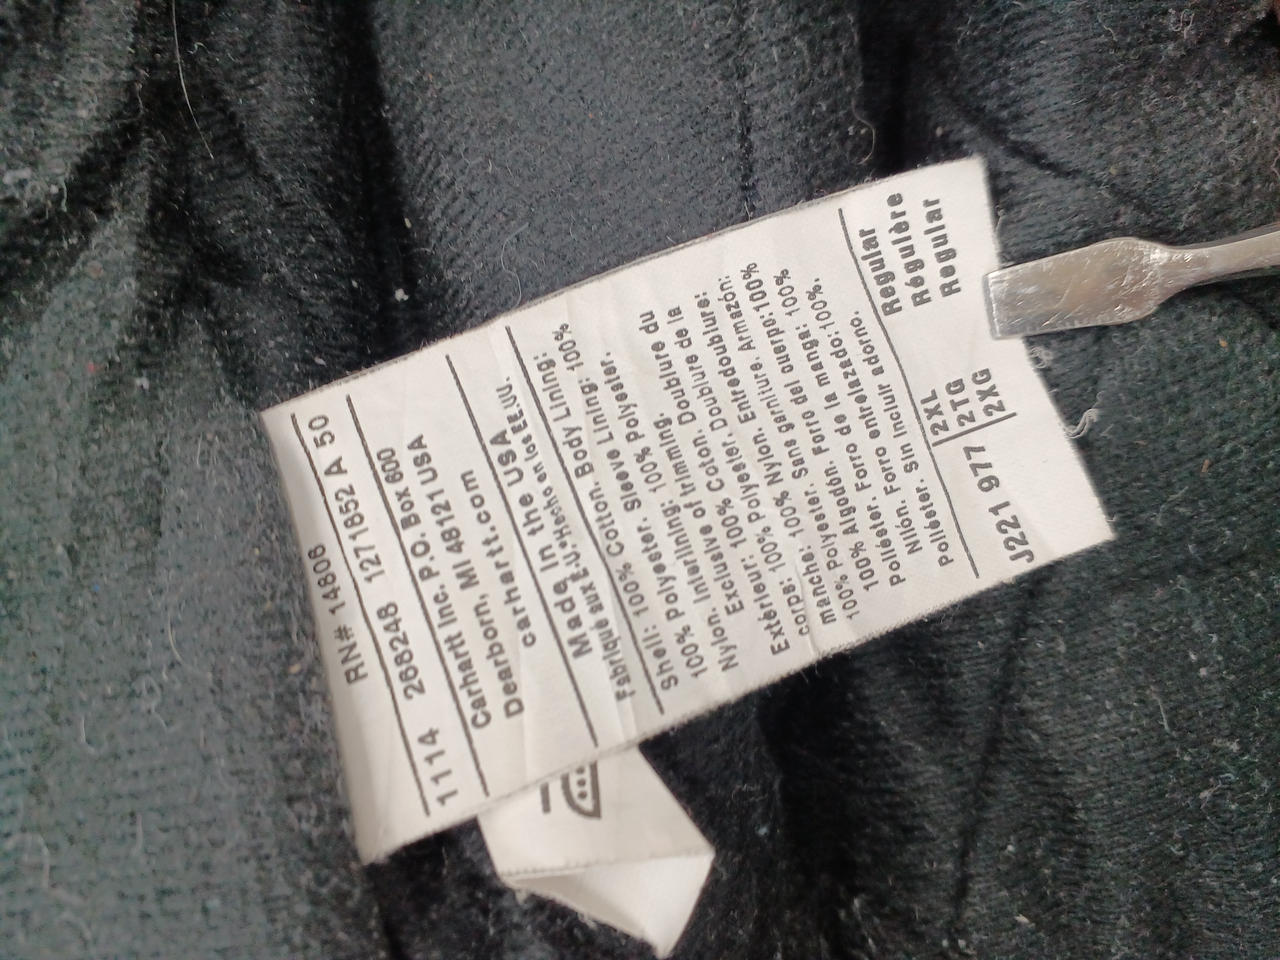 RN# 14806
1114 268248 1271852 A 50
Carhartt Inc. P.O. Box 600
Dearborn, MI 48121 USA
carhartt.com
Made in the USA
Fabriqué aux É.U.•Hecho en los EE.UU.
Shell: 100% Cotton. Body Lining:
100% Polyester. Sleeve Lining: 100%
Nylon. Interlining: 100% Polyester.
Exclusive of trimming.
Extérieur: 100% Coton. Doublure du
corps: 100% Polyester. Doublure de la
manche: 100% Nylon. Entredoublure:
100% Polyester. Sans garniture. Armazón:
100% Algodón. Forro del cuerpo:100%
Poliéster. Forro de la manga: 100%
Nilón. Forro entrelazado:100%.
Poliéster. Sin incluir adorno.
J221 977
2XL Regular
2TG Régulière
2XG Regular